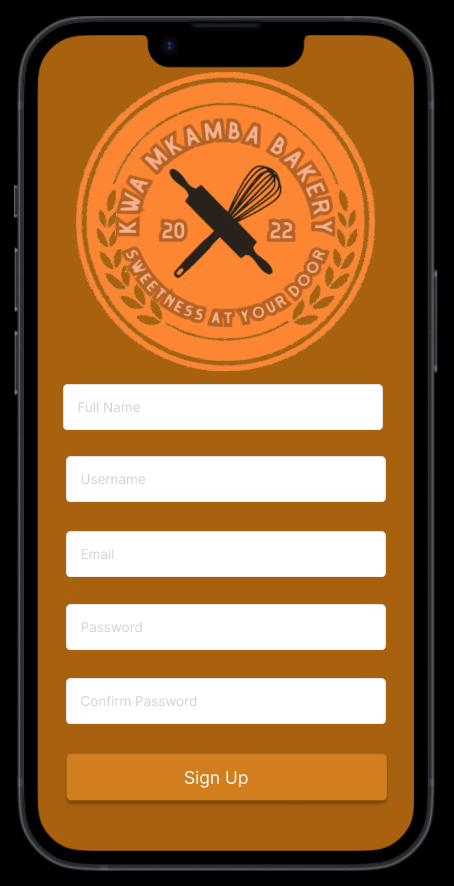 KWA MKAMBA BAKERY
20 22
SWEETNESS AT YOUR DOOR
Full Name
Username
Email
Password
Confirm Password
Sign Up